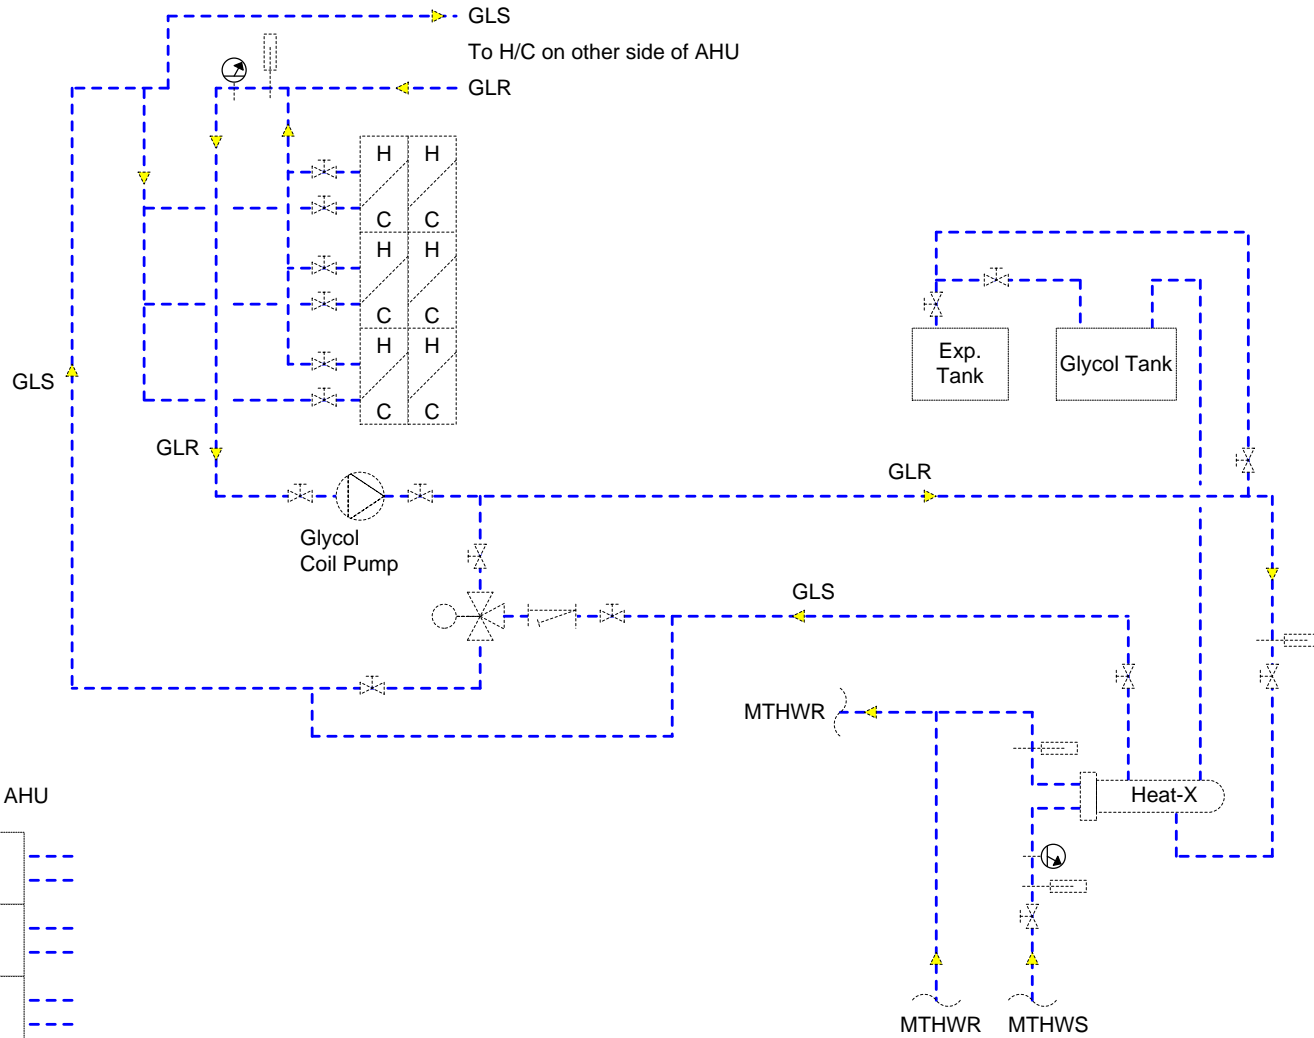 GLS
To H/C on other side of AHU
GLR
H H
C C
H H
C C
H H
C C
GLS
GLR
Exp.
Tank
Glycol Tank
GLR
Glycol
Coil Pump
GLS
MTHWR
Heat-X
AHU
MTHWR
MTHWS